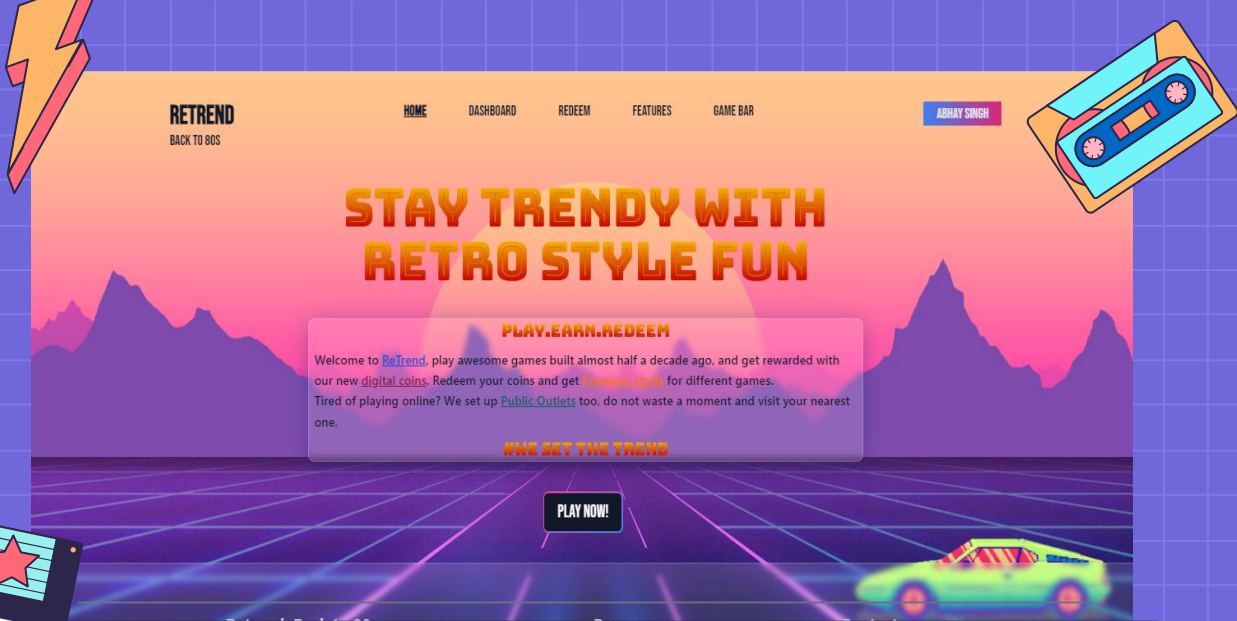 RETREND
BACK TO 80S
HOME DASHBOARD REDEEM FEATURES GAME BAR
ABHAY SINGH
STAY TRENDY WITH
RETRO STYLE FUN
PLAY.EARN.REDEEM
Welcome to ReTrend, play awesome games built almost half a decade ago, and get rewarded with
our new digital coins. Redeem your coins and get for different games.
Tired of playing online? We set up Public Outlets too, do not waste a moment and visit your nearest
one.
#WE SET THE TREND
PLAY NOW!